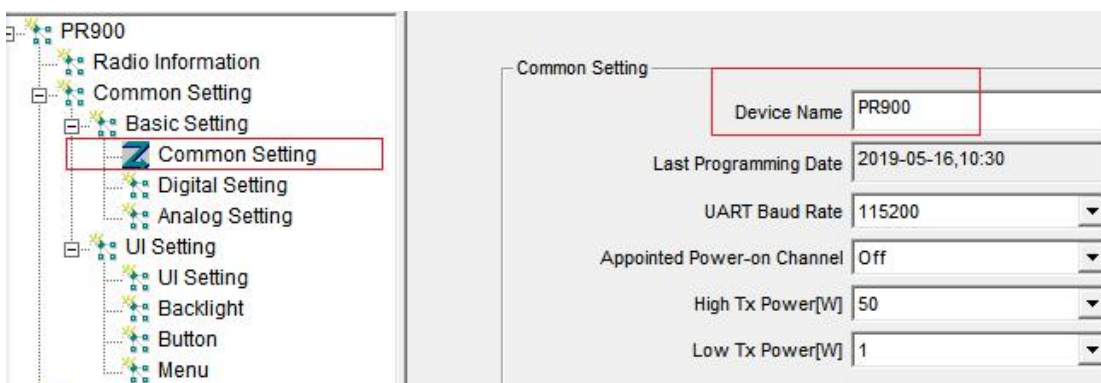 PR900
Radio Information
Common Setting
Basic Setting
Common Setting
Digital Setting
Analog Setting
UI Setting
UI Setting
Backlight
Button
Menu
Common Setting
Device Name PR900
Last Programming Date 2019-05-16,10:30
UART Baud Rate 115200
Appointed Power-on Channel Off
High Tx Power[W] 50
Low Tx Power[W] 1